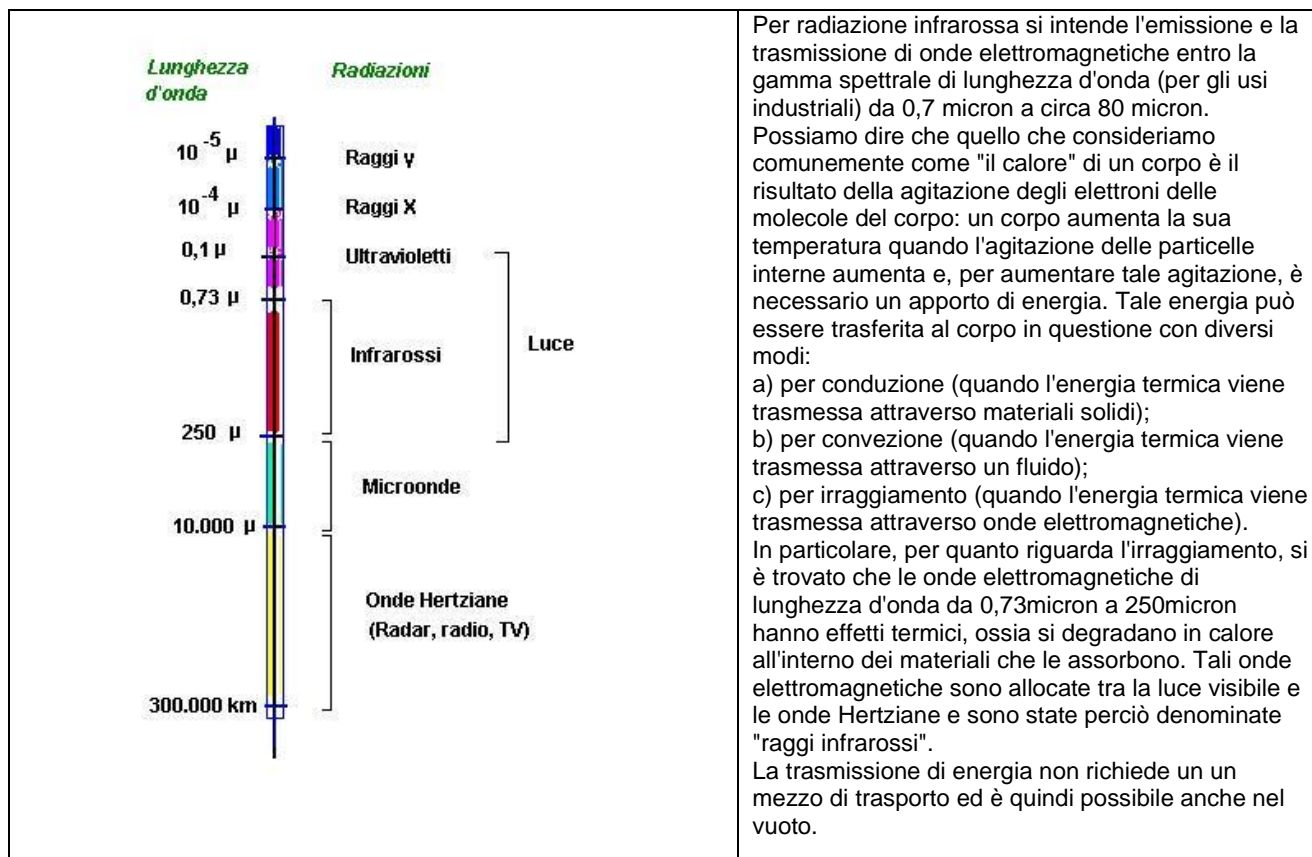 Lunghezza d'onda
Radiazioni
10 -5 µ
Raggi γ
10 -4 µ
Raggi X
0,1 µ
Ultravioletti
0,73 µ
Infrarossi
Luce
250 µ
Microonde
10.000 µ
Onde Hertziane
(Radar, radio, TV)
300.000 km
Per radiazione infrarossa si intende l'emissione e la
trasmissione di onde elettromagnetiche entro la
gamma spettrale di lunghezza d'onda (per gli usi
industriali) da 0,7 micron a circa 80 micron.
Possiamo dire che quello che consideriamo
comunemente come "il calore" di un corpo è il
risultato della agitazione degli elettroni delle
molecole del corpo: un corpo aumenta la sua
temperatura quando l'agitazione delle particelle
interne aumenta e, per aumentare tale agitazione, è
necessario un apporto di energia. Tale energia può
essere trasferita al corpo in questione con diversi
modi:
a) per conduzione (quando l'energia termica viene
trasmessa attraverso materiali solidi);
b) per convezione (quando l'energia termica viene
trasmessa attraverso un fluido);
c) per irraggiamento (quando l'energia termica viene
trasmessa attraverso onde elettromagnetiche).
In particolare, per quanto riguarda l'irraggiamento, si
è trovato che le onde elettromagnetiche di
lunghezza d'onda da 0,73micron a 250micron
hanno effetti termici, ossia si degradano in calore
all'interno dei materiali che le assorbono. Tali onde
elettromagnetiche sono allocate tra la luce visibile e
le onde Hertziane e sono state perciò denominate
"raggi infrarossi".
La trasmissione di energia non richiede un un
mezzo di trasporto ed è quindi possibile anche nel
vuoto.